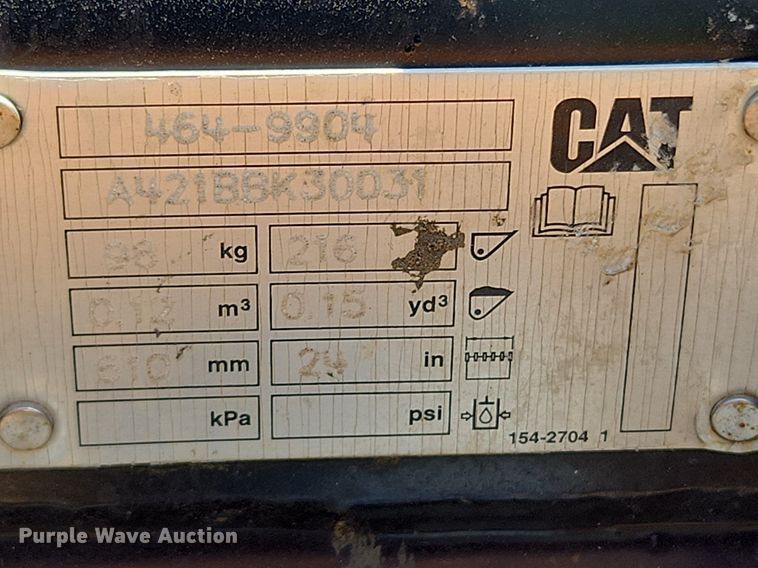 464-9904
CAT
A421BGK30031
98 kg 216
0.12 m³ 0.15 yd³
610 mm 24 in
kPa psi
154-2704 1
Purple Wave Auction